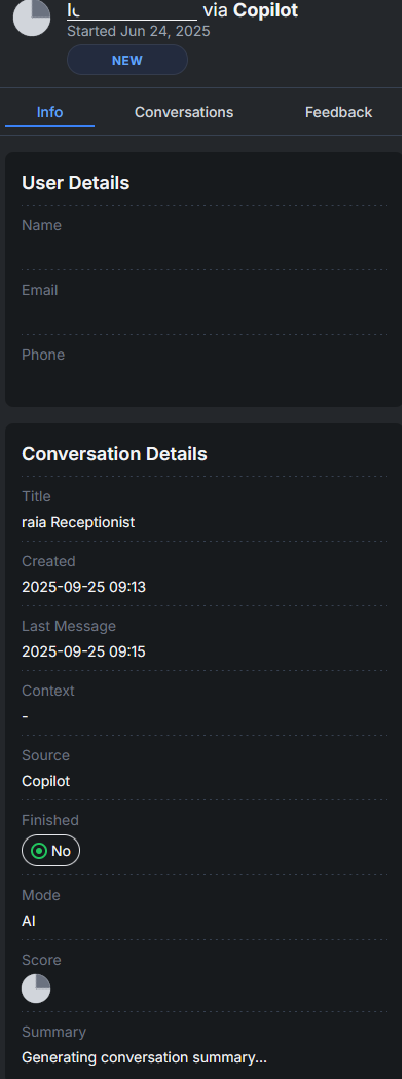 via Copilot
Started Jun 24, 2025
NEW
Info Conversations Feedback
User Details
Name
Email
Phone
Conversation Details
Title
raia Receptionist
Created
2025-09-25 09:13
Last Message
2025-09-25 09:15
Context
-
Source
Copilot
Finished
No
Mode
AI
Score
Summary
Generating conversation summary...